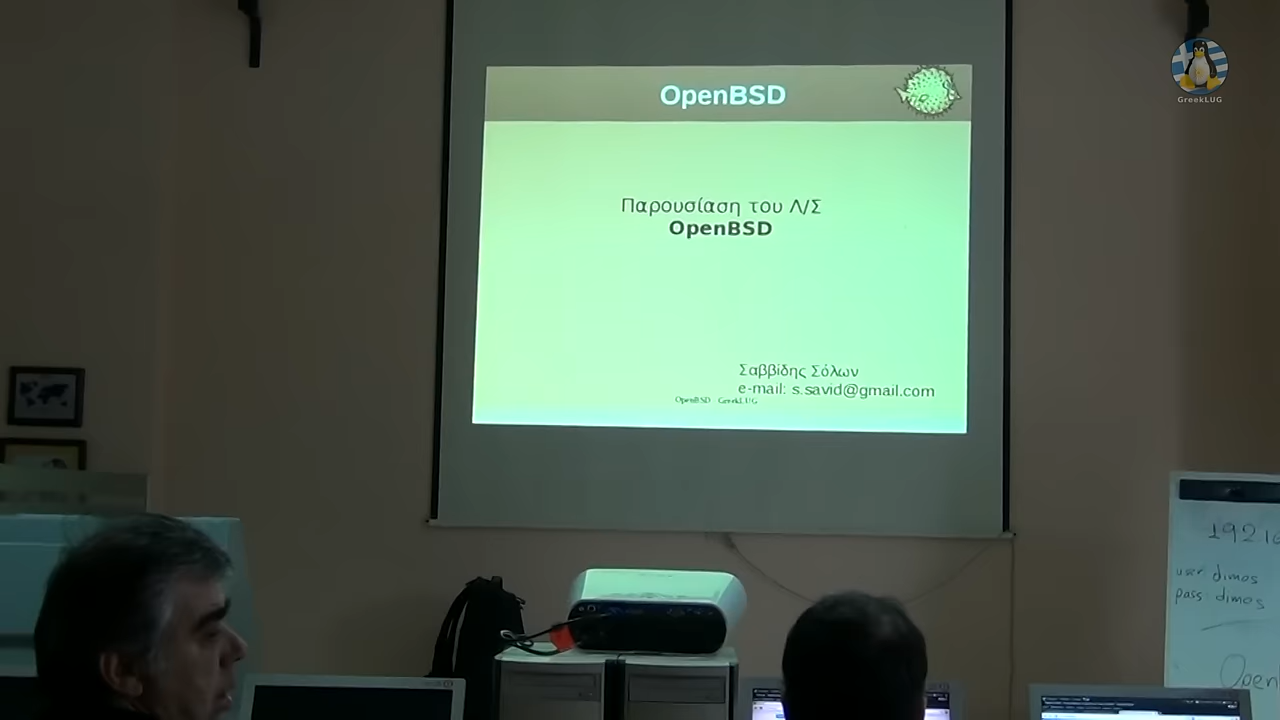 OpenBSD
GreekLUG
Παρουσίαση του Λ/Σ
OpenBSD
Σαββίδης Σόλων
e-mail: s.savid@gmail.com
OpenBSD GreekLUG
user dimos
pass: dimos